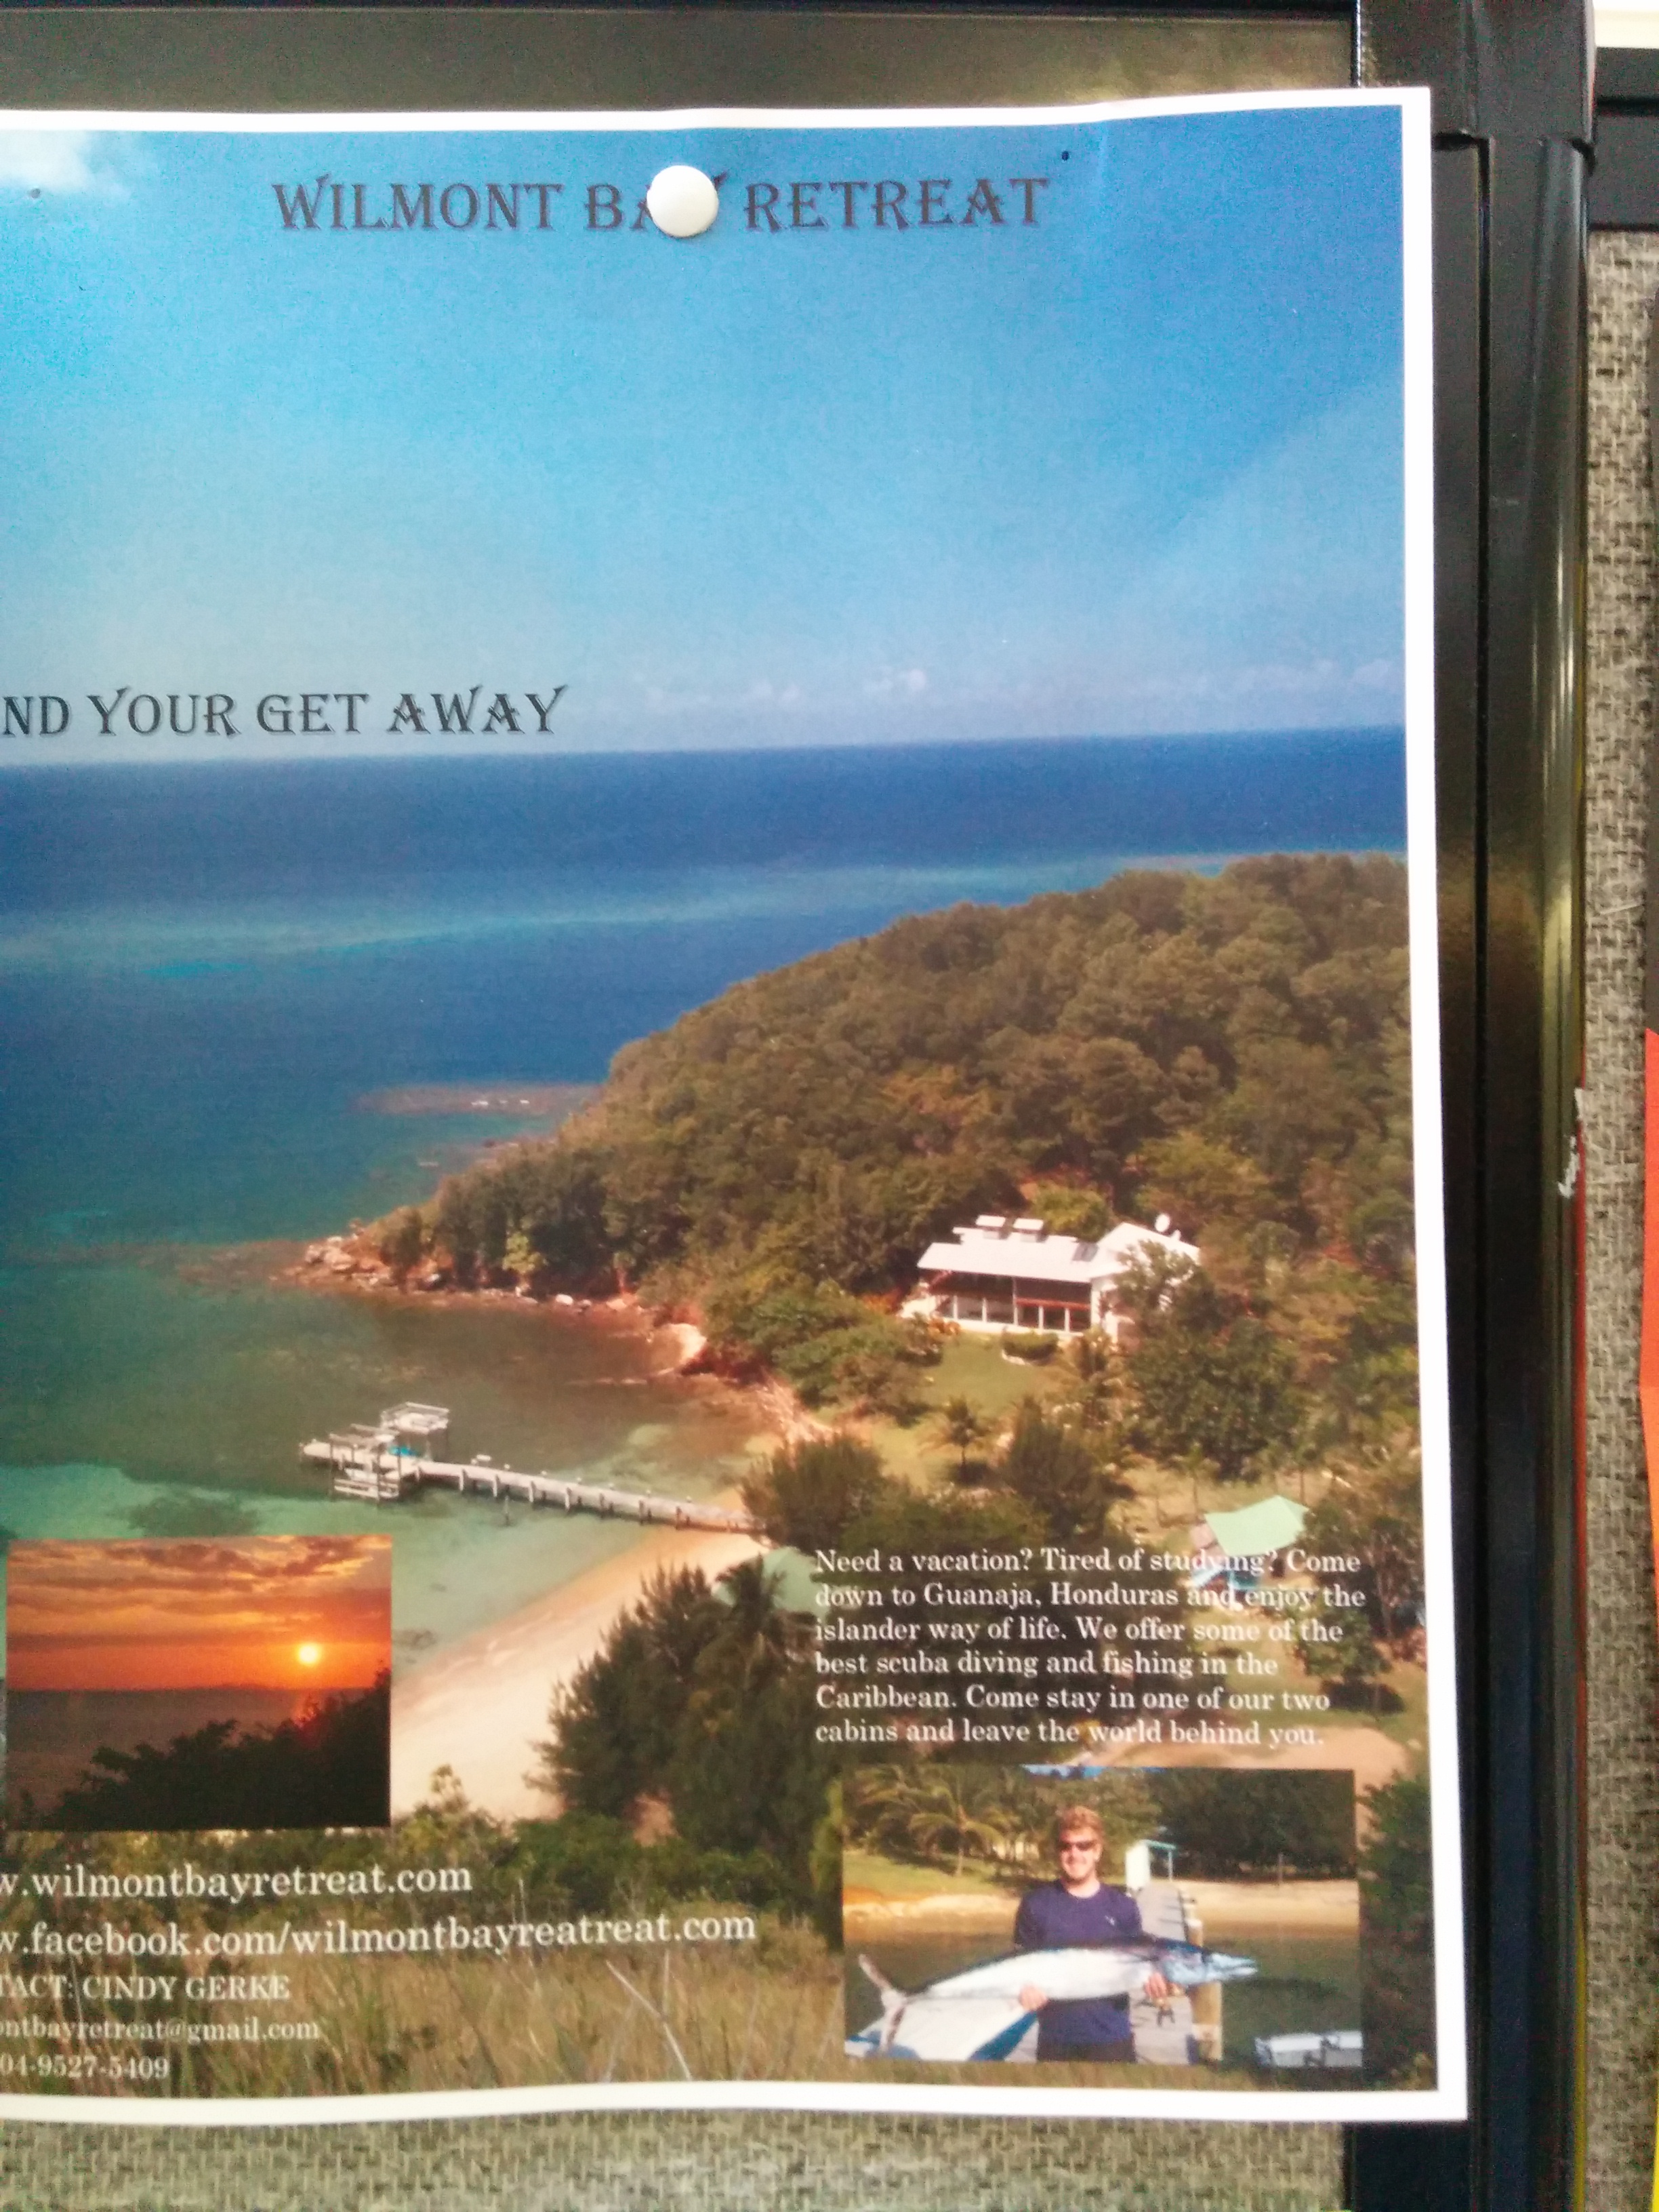 WILMONT BAY RETREAT
ND YOUR GET AWAY
Need a vacation? Tired of studying? Come
down to Guanaja, Honduras and enjoy the
islander way of life. We offer some of the
best scuba diving and fishing in the
Caribbean. Come stay in one of our two
cabins and leave the world behind you.
w.wilmontbayretreat.com
w.facebook.com/wilmontbayreatreat.com
TACT: CINDY GERKE
ontbayretreat@gmail.com
04-9527-5409